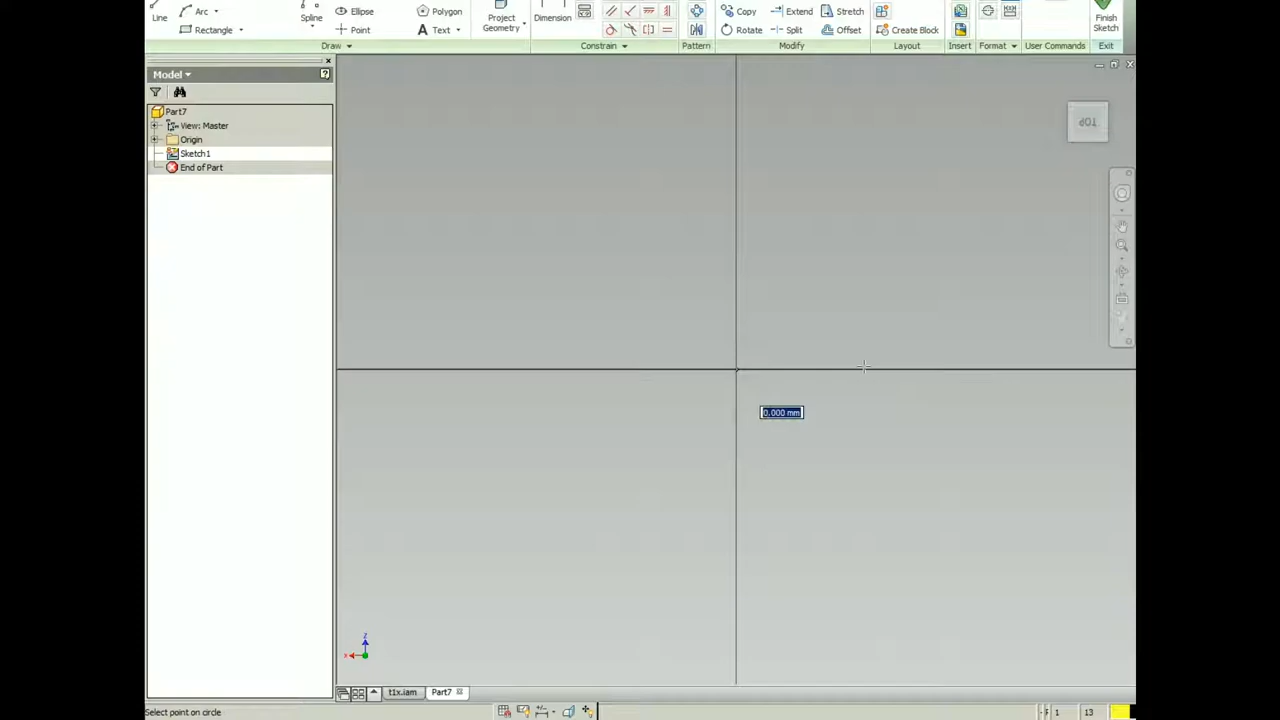 Line
Arc
Rectangle
Spline
Ellipse
Point
Polygon
A Text
Project Geometry
Dimension
Copy
Rotate
Extend
Split
Stretch
Offset
Create Block
Finish Sketch
Draw
Constrain
Pattern
Modify
Layout
Insert
Format
User Commands
Exit
Model
Part7
View: Master
Origin
Sketch1
End of Part
TOP
0.000 mm
z
x
t1x.iam
Part7
Select point on circle
1
13